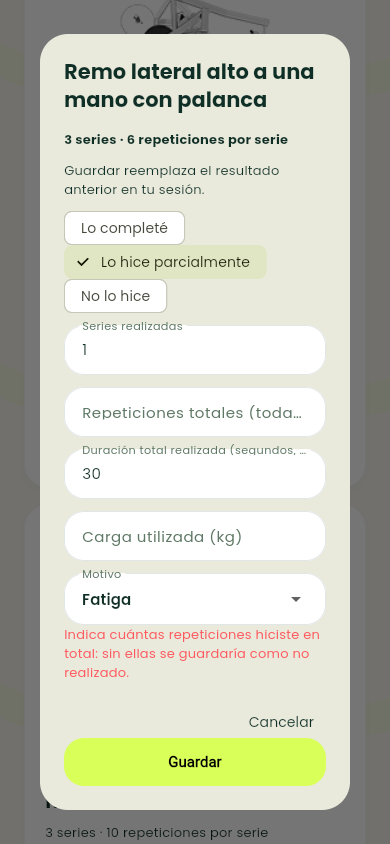 Remo lateral alto a una
mano con palanca
3 series · 6 repeticiones por serie
Guardar reemplaza el resultado
anterior en tu sesión.
Lo completé
Lo hice parcialmente
No lo hice
Series realizadas
1
Repeticiones totales (toda...
Duración total realizada (segundos, ...
30
Carga utilizada (kg)
Motivo
Fatiga
Indica cuántas repeticiones hiciste en
total: sin ellas se guardaría como no
realizado.
Cancelar
Guardar
3 series · 10 repeticiones por serie